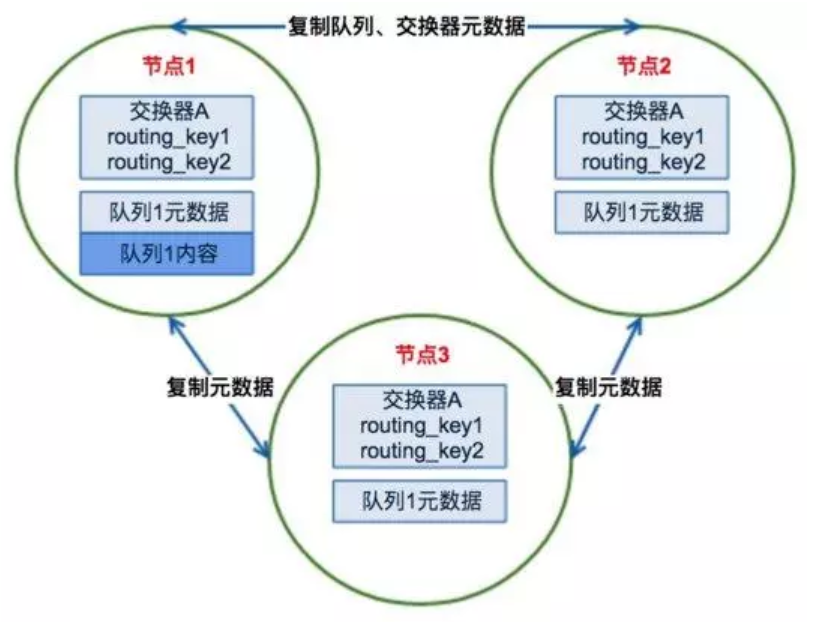 复制队列、交换器元数据
节点1
交换器A
routing_key1
routing_key2
队列1元数据
队列1内容
节点2
交换器A
routing_key1
routing_key2
队列1元数据
复制元数据
节点3
交换器A
routing_key1
routing_key2
队列1元数据
复制元数据